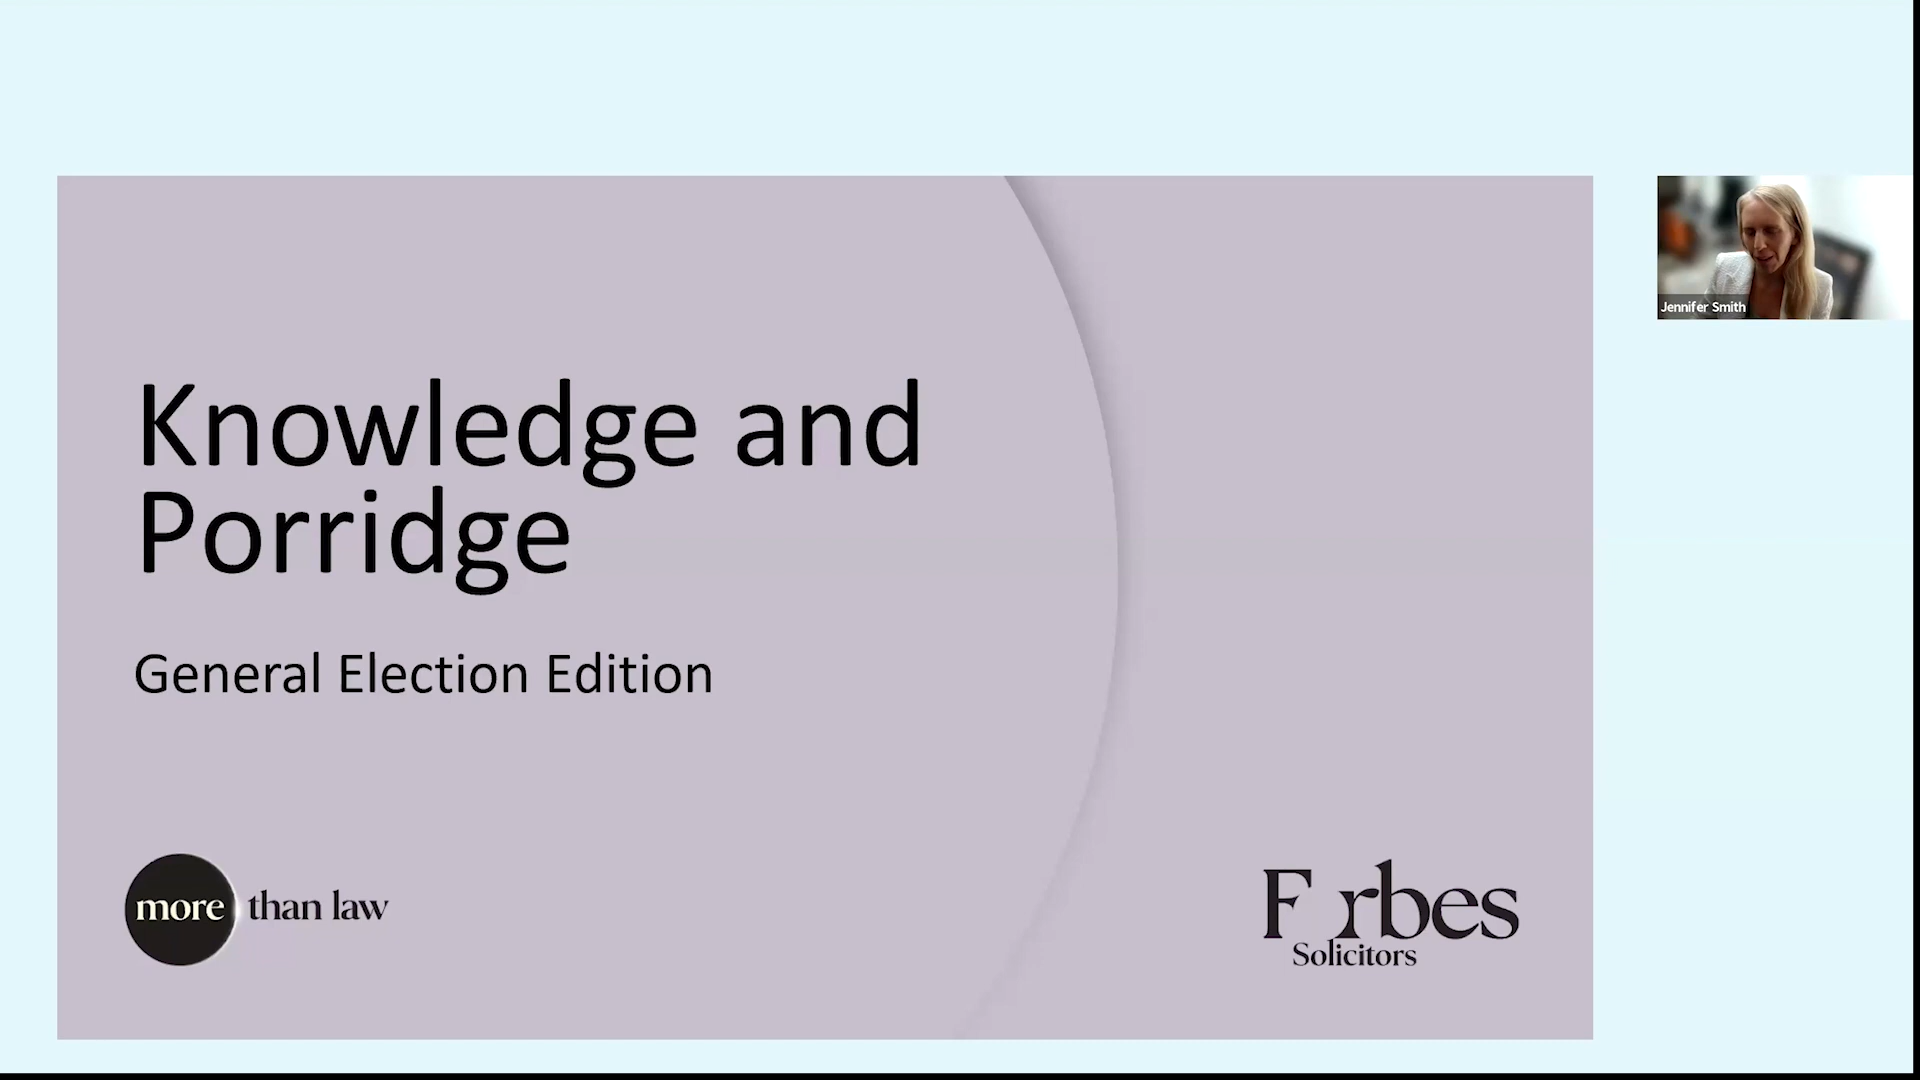 Knowledge and
Porridge
General Election Edition
more than law
Forbes
Solicitors
Jennifer Smith